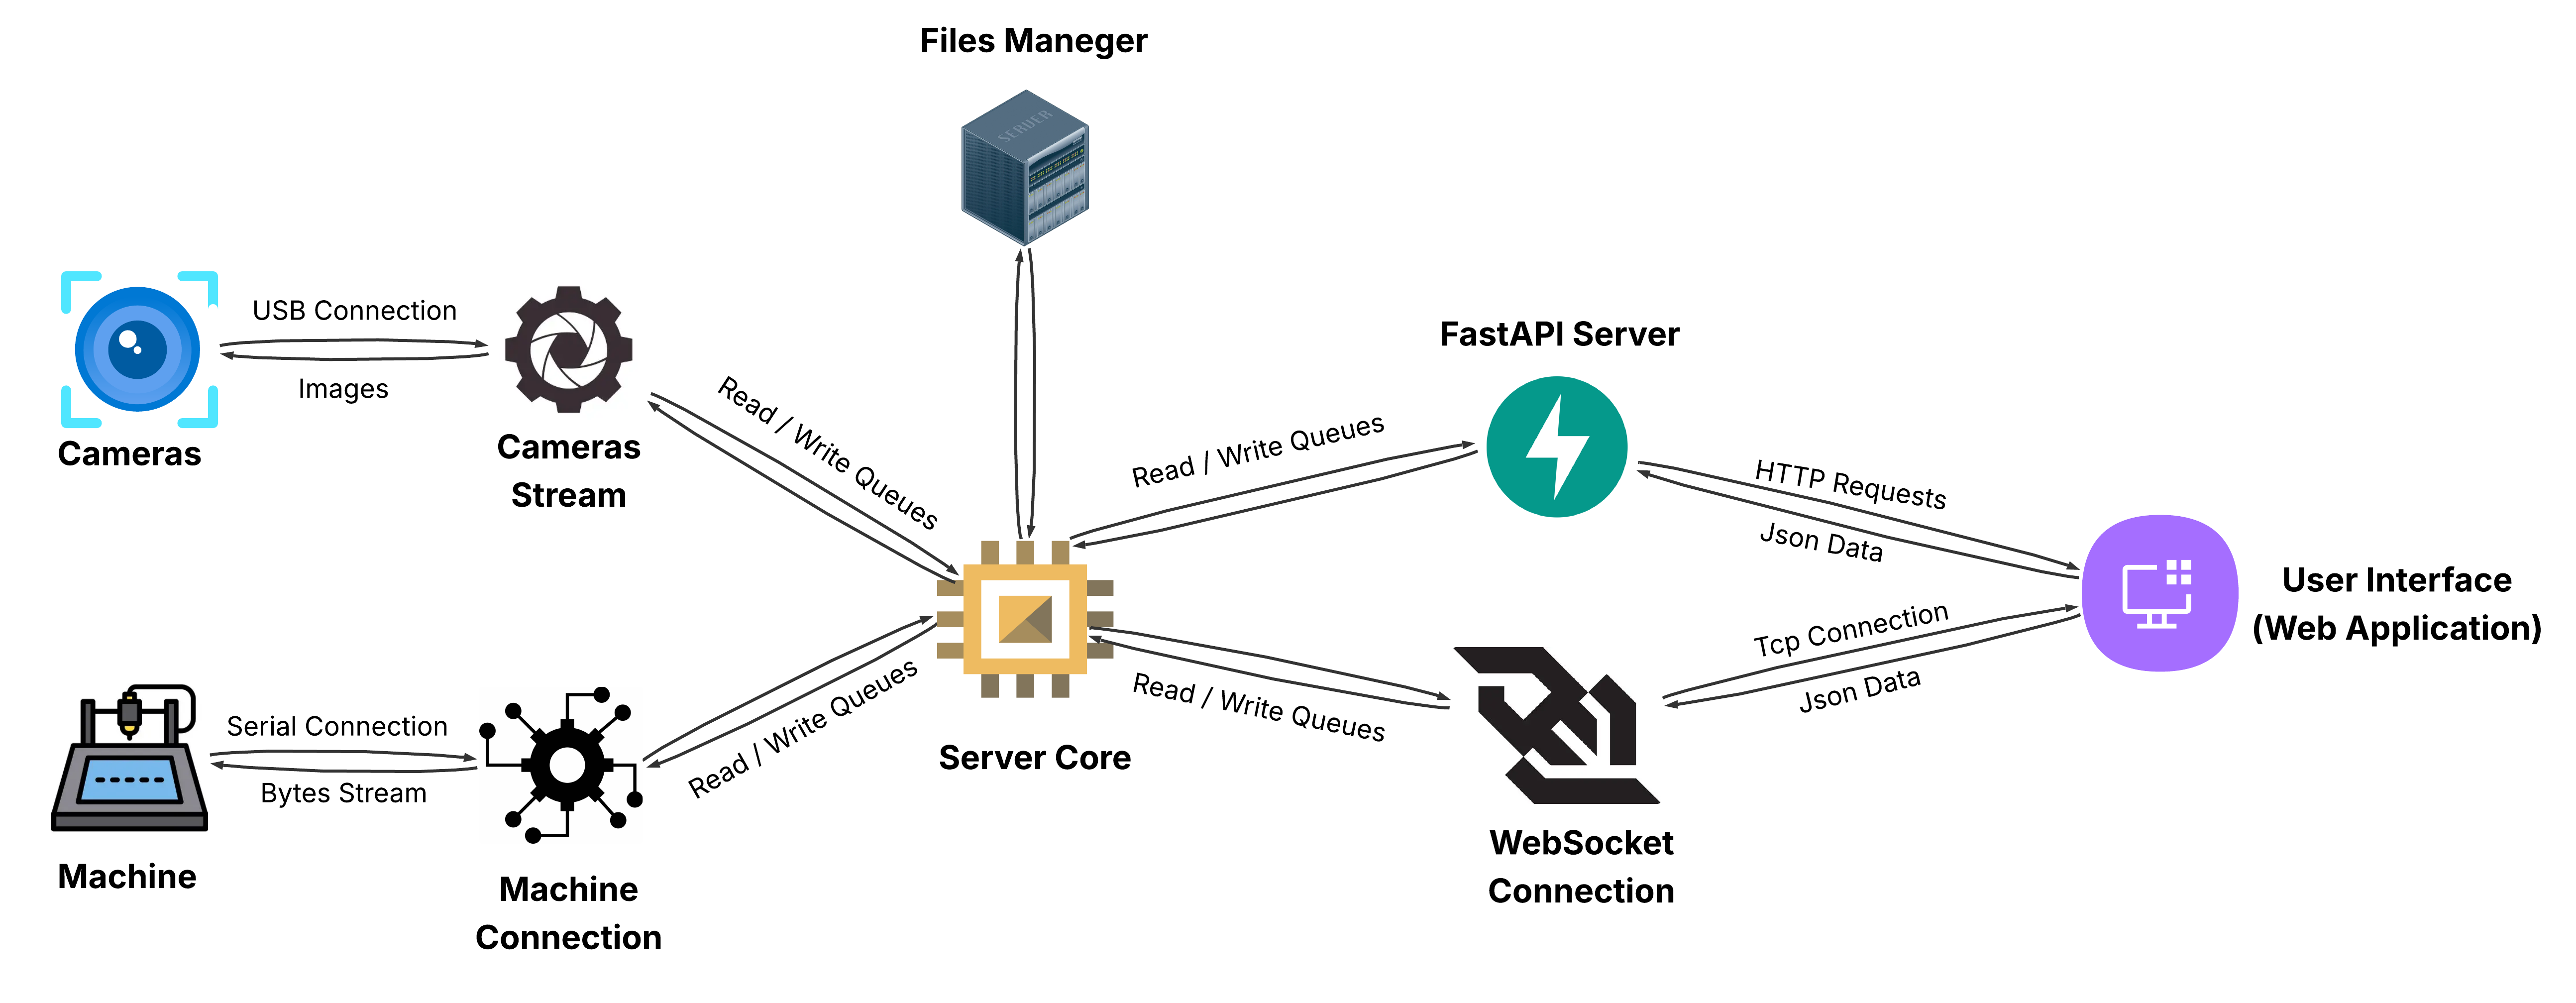 Files Maneger
SERVER
USB Connection
Images
Cameras
Cameras
Stream
Read / Write Queues
FastAPI Server
Read / Write Queues
HTTP Requests
Json Data
User Interface
(Web Application)
Tcp Connection
Json Data
Read / Write Queues
Serial Connection
Bytes Stream
Read / Write Queues
Server Core
Machine
Machine
Connection
WebSocket
Connection